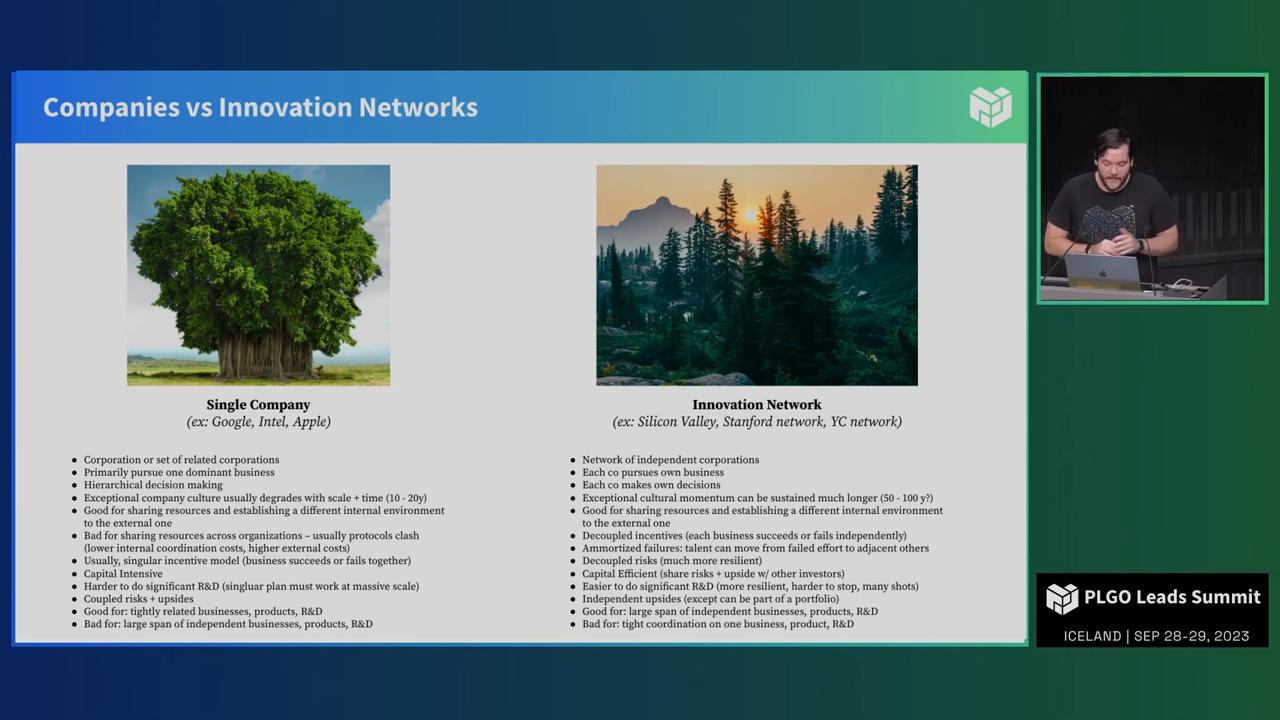 Companies vs Innovation Networks
Single Company
(ex: Google, Intel, Apple)
● Corporation or set of related corporations
● Primarily pursue one dominant business
● Hierarchical decision making
● Exceptional company culture usually degrades with scale + time (10 - 20y)
● Good for sharing resources and establishing a different internal environment
to the external one
● Bad for sharing resources across organizations – usually protocols clash
(lower internal coordination costs, higher external costs)
● Usually, singular incentive model (business succeeds or fails together)
● Capital Intensive
● Harder to do significant R&D (singluar plan must work at massive scale)
● Coupled risks + upsides
● Good for: tightly related businesses, products, R&D
● Bad for: large span of independent businesses, products, R&D
Innovation Network
(ex: Silicon Valley, Stanford network, YC network)
● Network of independent corporations
● Each co pursues own business
● Each co makes own decisions
● Exceptional cultural momentum can be sustained much longer (50 - 100 y?)
● Good for sharing resources and establishing a different internal environment
to the external one
● Decoupled incentives (each business succeeds or fails independently)
● Ammortized failures: talent can move from failed effort to adjacent others
● Decoupled risks (much more resilient)
● Capital Efficient (share risks + upside w/ other investors)
● Easier to do significant R&D (more resilient, harder to stop, many shots)
● Independent upsides (except can be part of a portfolio)
● Good for: large span of independent businesses, products, R&D
● Bad for: tight coordination on one business, product, R&D
PLGO Leads Summit
ICELAND | SEP 28-29, 2023